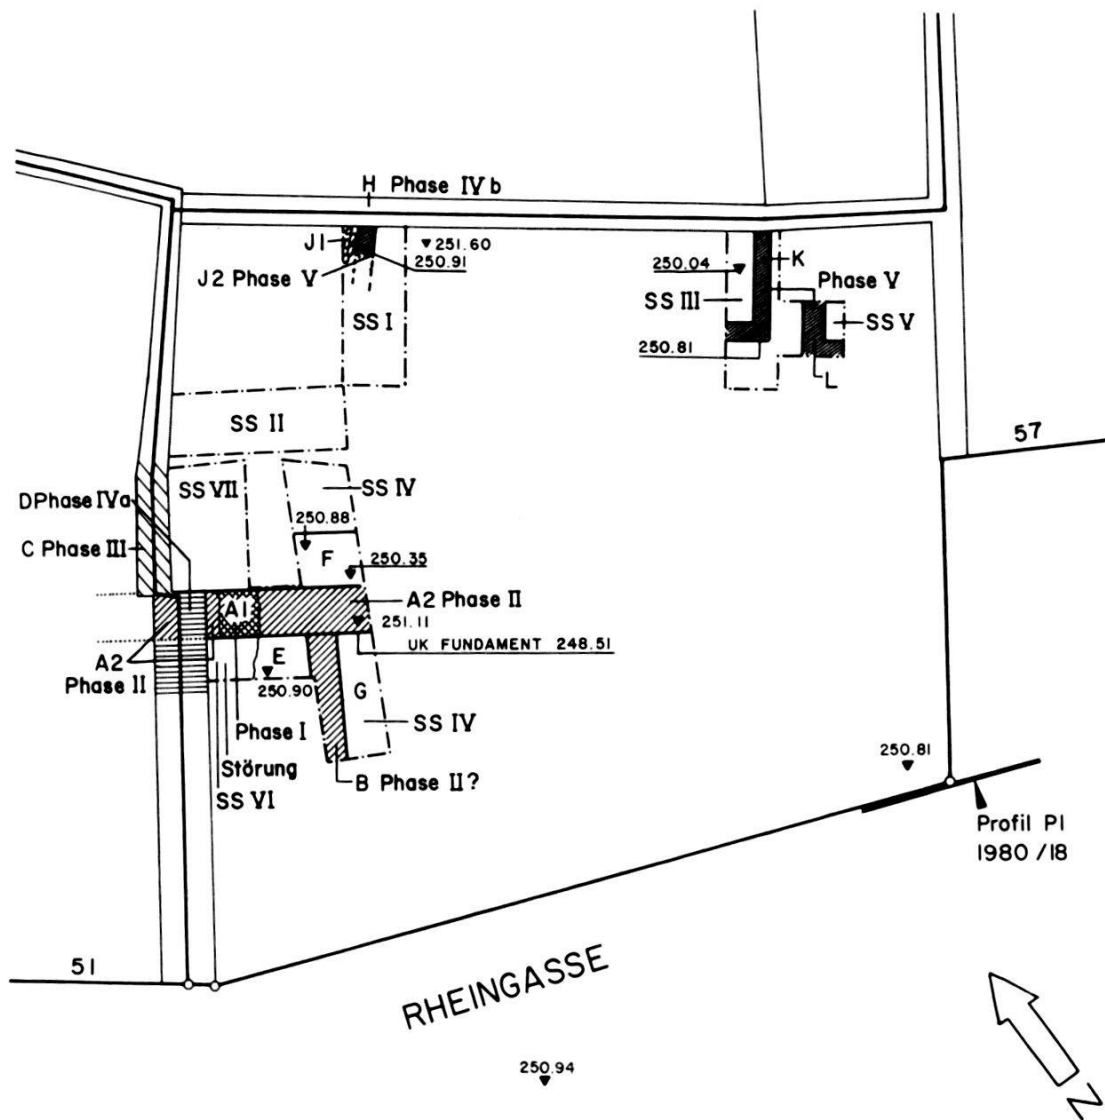 H Phase IV b
J1
251.60
250.91
J2 Phase V
SS I
250.04
K
SS III
Phase V
SS V
250.81
L
SS II
57
SS VII
SS IV
D Phase IVa
250.88
C Phase III
F
250.35
A1
A2 Phase II
251.11
UK FUNDAMENT 248.51
A2
Phase II
E
250.90
G
Phase I
SS IV
Störung
SS VI
B Phase II?
250.81
Profil P1
1980/18
51
RHEINGASSE
250.94
N